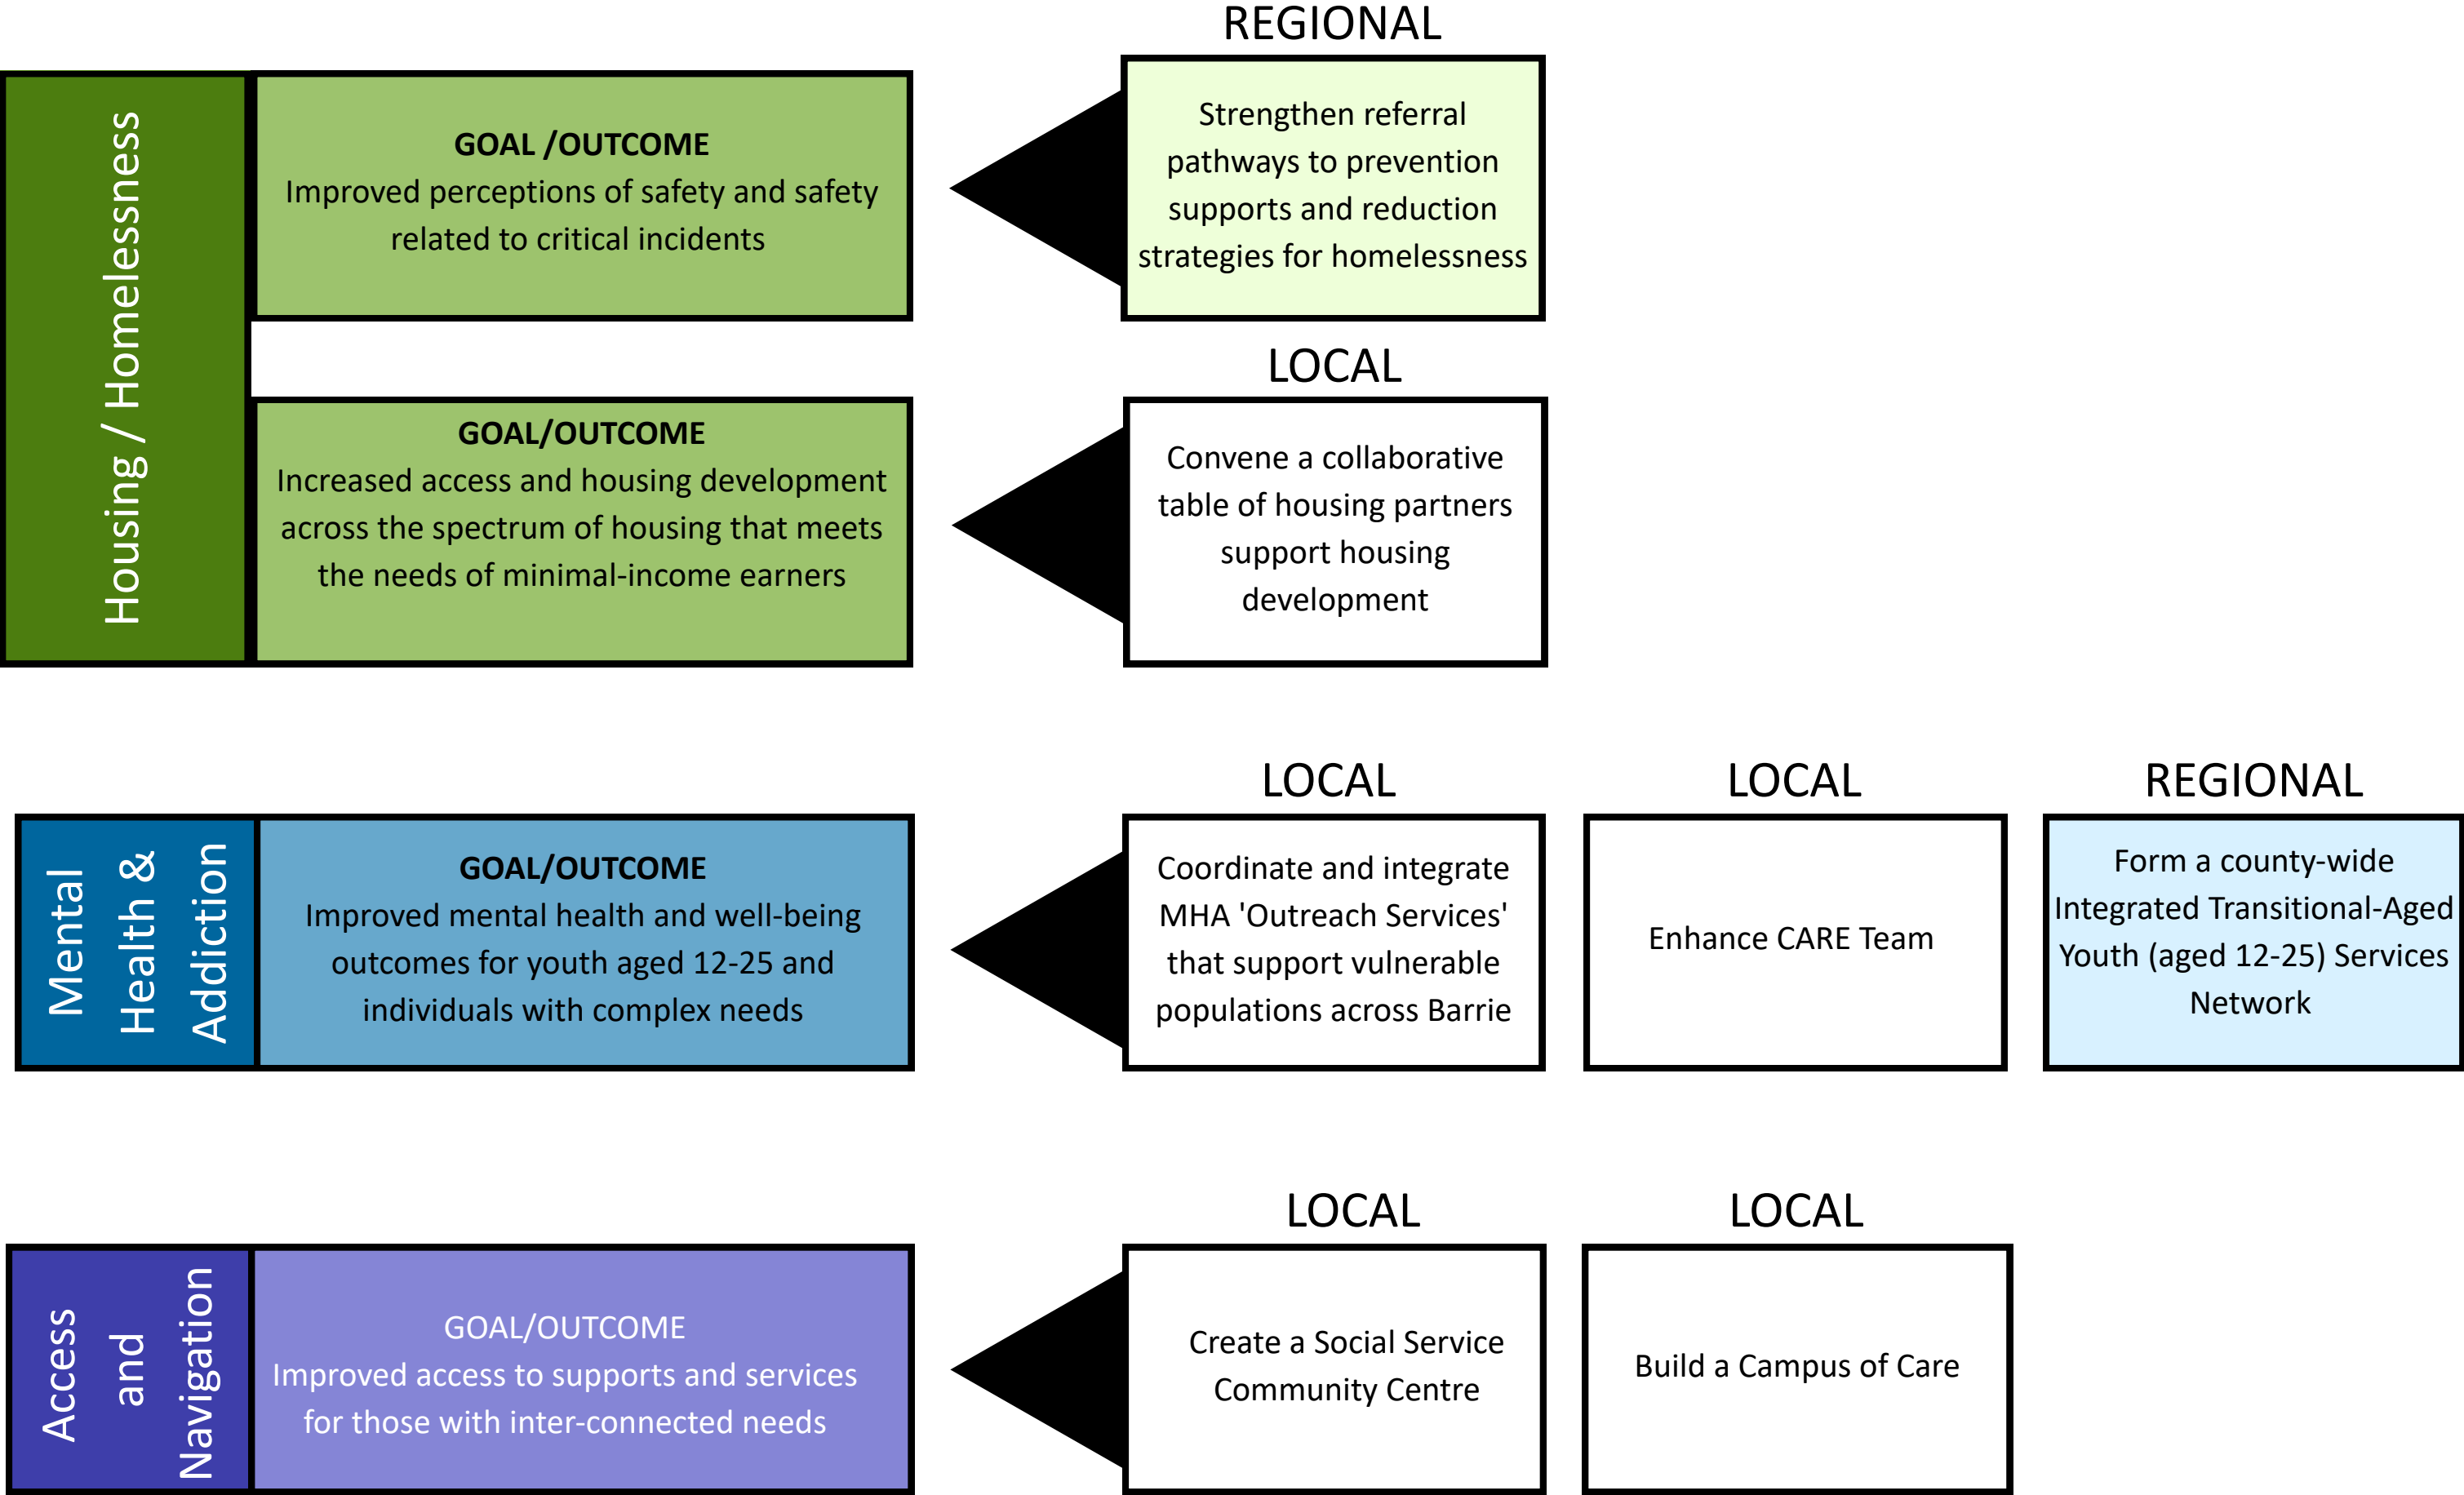 REGIONAL
Housing / Homelessness
GOAL /OUTCOME
Improved perceptions of safety and safety
related to critical incidents
Strengthen referral
pathways to prevention
supports and reduction
strategies for homelessness
LOCAL
GOAL/OUTCOME
Increased access and housing development
across the spectrum of housing that meets
the needs of minimal-income earners
Convene a collaborative
table of housing partners
support housing
development
LOCAL
LOCAL
REGIONAL
Mental
Health &
Addiction
GOAL/OUTCOME
Improved mental health and well-being
outcomes for youth aged 12-25 and
individuals with complex needs
Coordinate and integrate
MHA 'Outreach Services'
that support vulnerable
populations across Barrie
Enhance CARE Team
Form a county-wide
Integrated Transitional-Aged
Youth (aged 12-25) Services
Network
LOCAL
LOCAL
Access
and
Navigation
GOAL/OUTCOME
Improved access to supports and services
for those with inter-connected needs
Create a Social Service
Community Centre
Build a Campus of Care